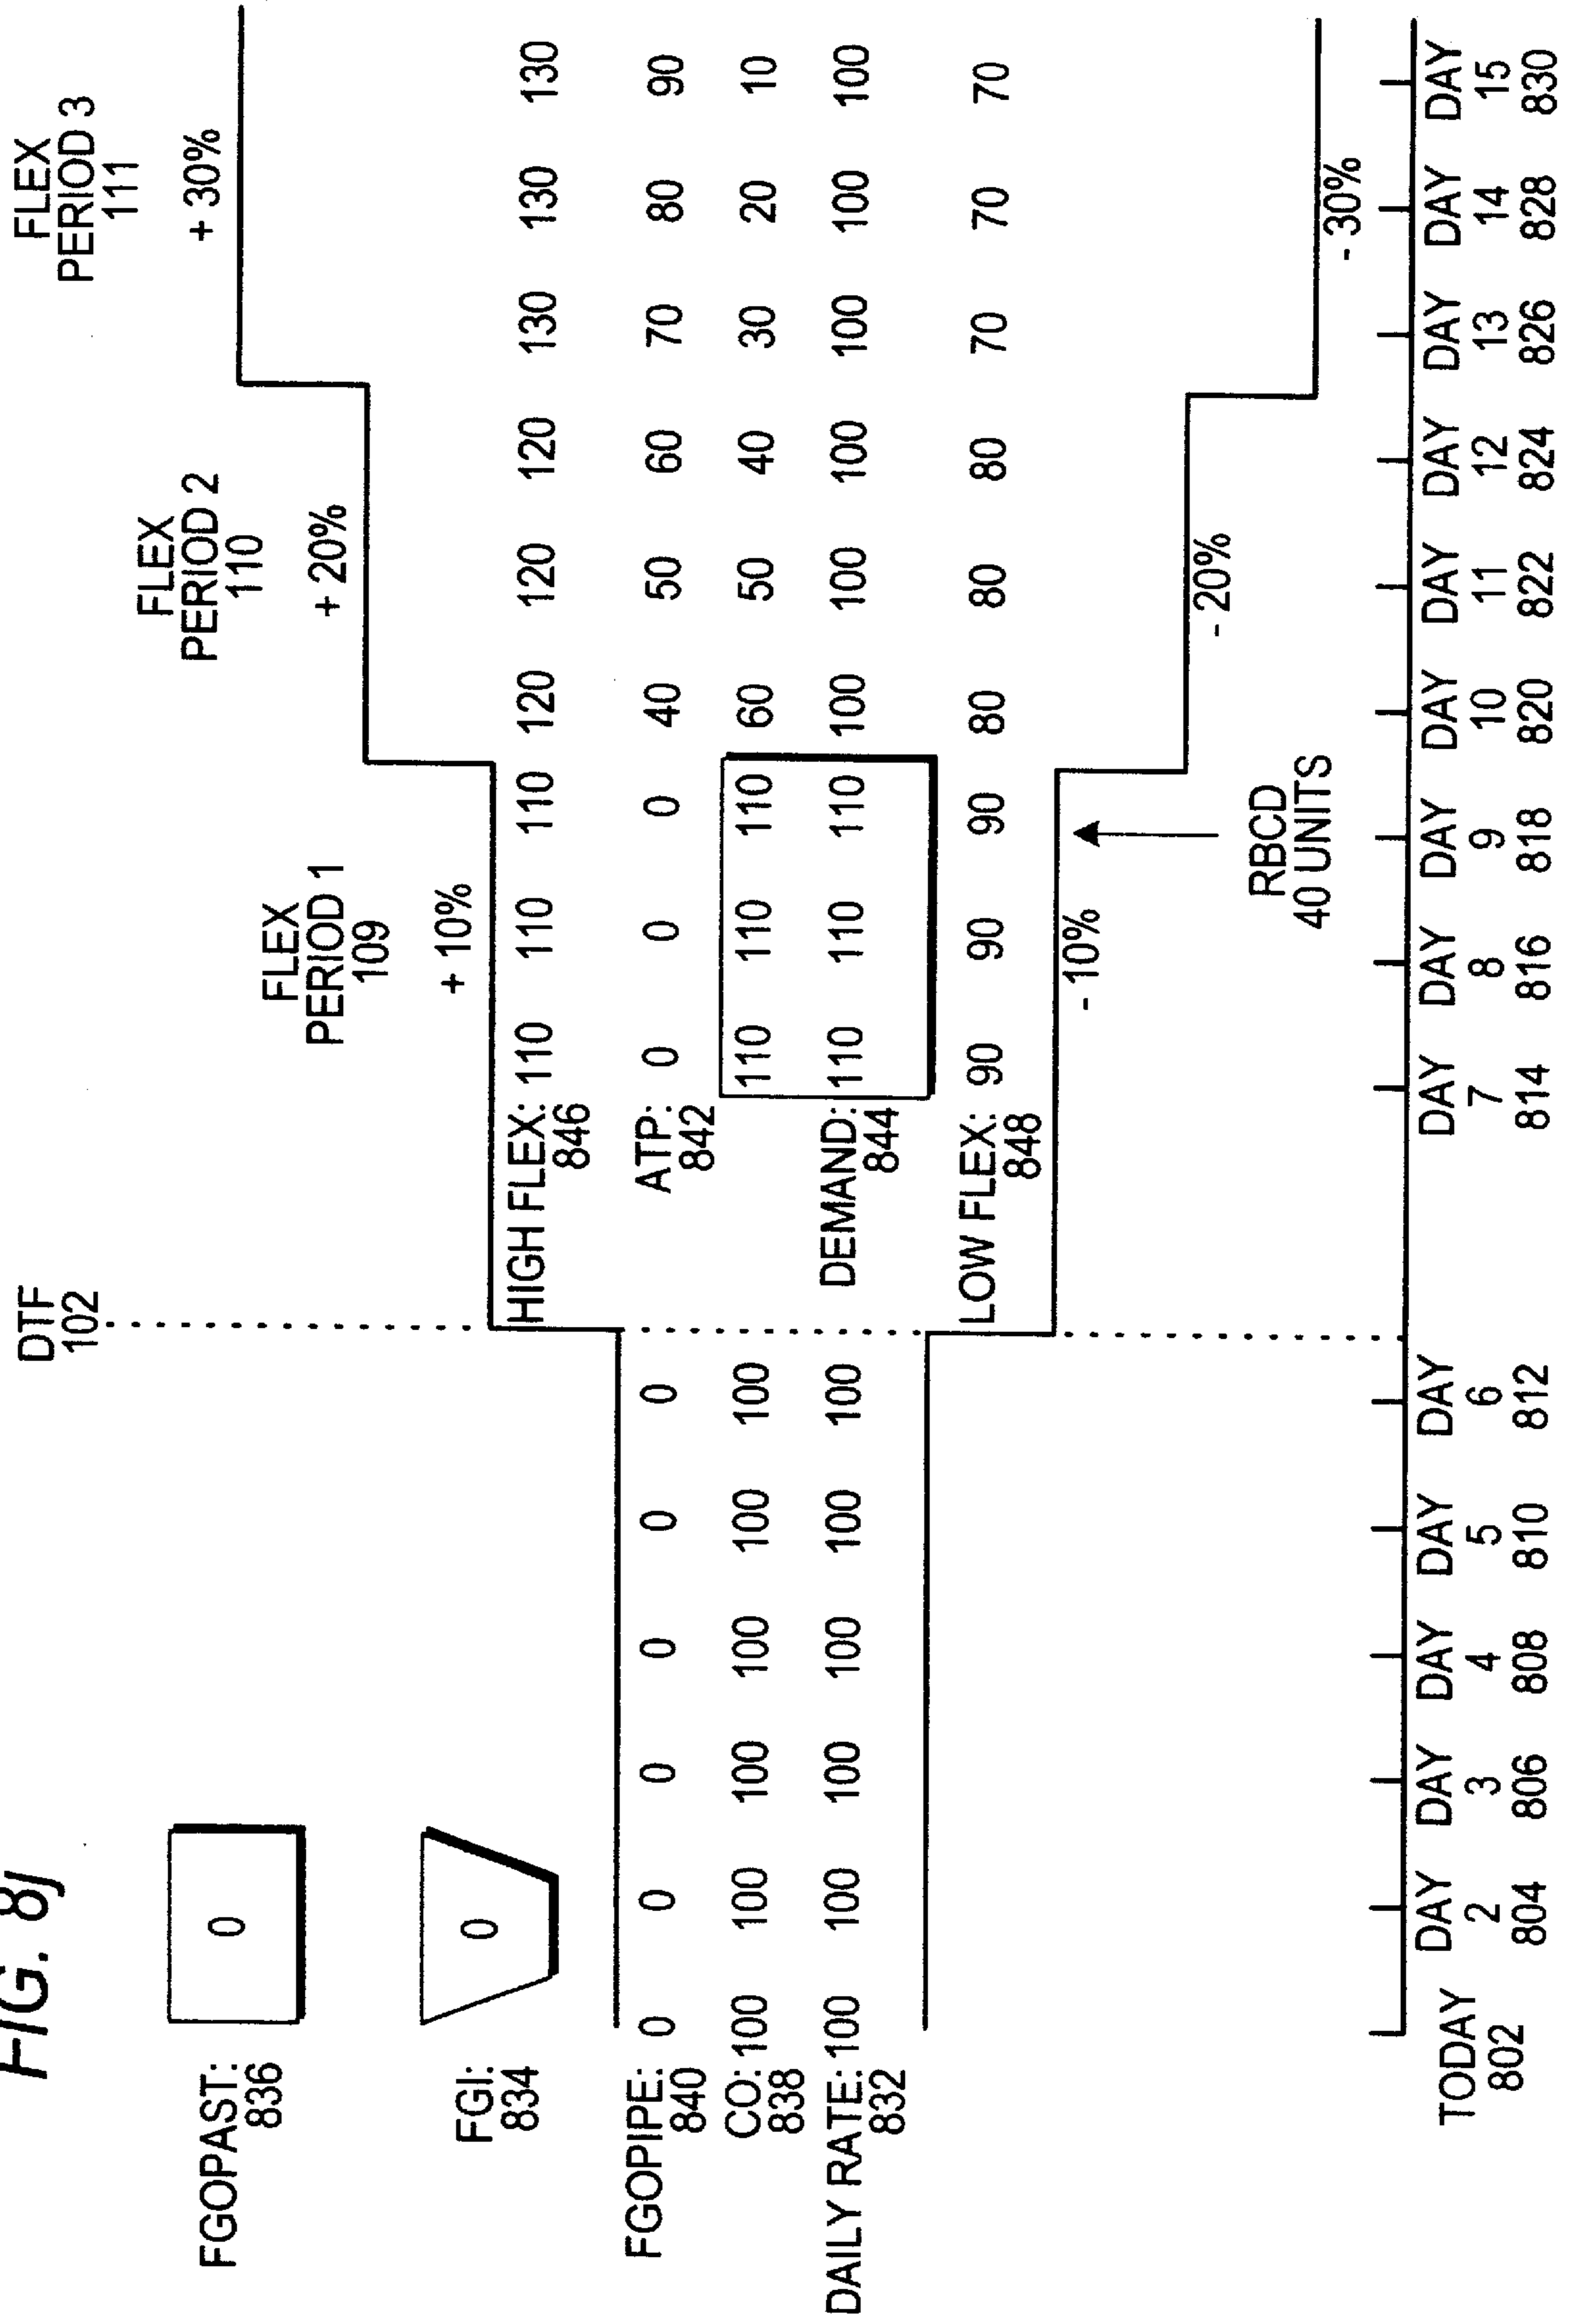 FIG. 8j
DTF
102
FLEX
PERIOD 1
109
+ 10%
FLEX
PERIOD 2
110
+ 20%
FLEX
PERIOD 3
111
+ 30%
FGOPAST:
836
0
FGI:
834
0
HIGH FLEX: 110 110 110 120 120 120 130 130 130
846
FGOPIPE: 0 0 0 0 0 0
840
ATP: 0 0 0 40 50 60 70 80 90
842
CO: 100 100 100 100 100 100 110 110 110 60 50 40 30 20 10
838
DAILY RATE: 100 100 100 100 100 100
832
DEMAND: 110 110 110 100 100 100 100 100 100
844
LOW FLEX: 90 90 90 80 80 80 70 70 70
848
- 10%
- 20%
- 30%
RBCD
40 UNITS
TODAY
802
DAY
2
804
DAY
3
806
DAY
4
808
DAY
5
810
DAY
6
812
DAY
7
814
DAY
8
816
DAY
9
818
DAY
10
820
DAY
11
822
DAY
12
824
DAY
13
826
DAY
14
828
DAY
15
830